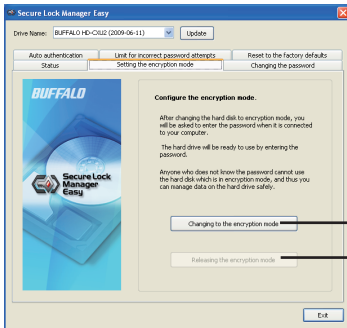 Secure Lock Manager Easy
Drive Name: BUFFALO HD-CXU2 (2009-06-11) Update
Auto authentication Limit for incorrect password attempts Reset to the factory defaults
Status Setting the encryption mode Changing the password
BUFFALO
Secure Lock
Manager
Easy
Configure the encryption mode.
After changing the hard disk to encryption mode, you
will be asked to enter the password when it is connected
to your computer.
The hard drive will be ready to use by entering the
password.
Anyone who does not know the password cannot use
the hard disk which is in encryption mode, and thus you
can manage data on the hard drive safely.
Changing to the encryption mode
Releasing the encryption mode
Exit